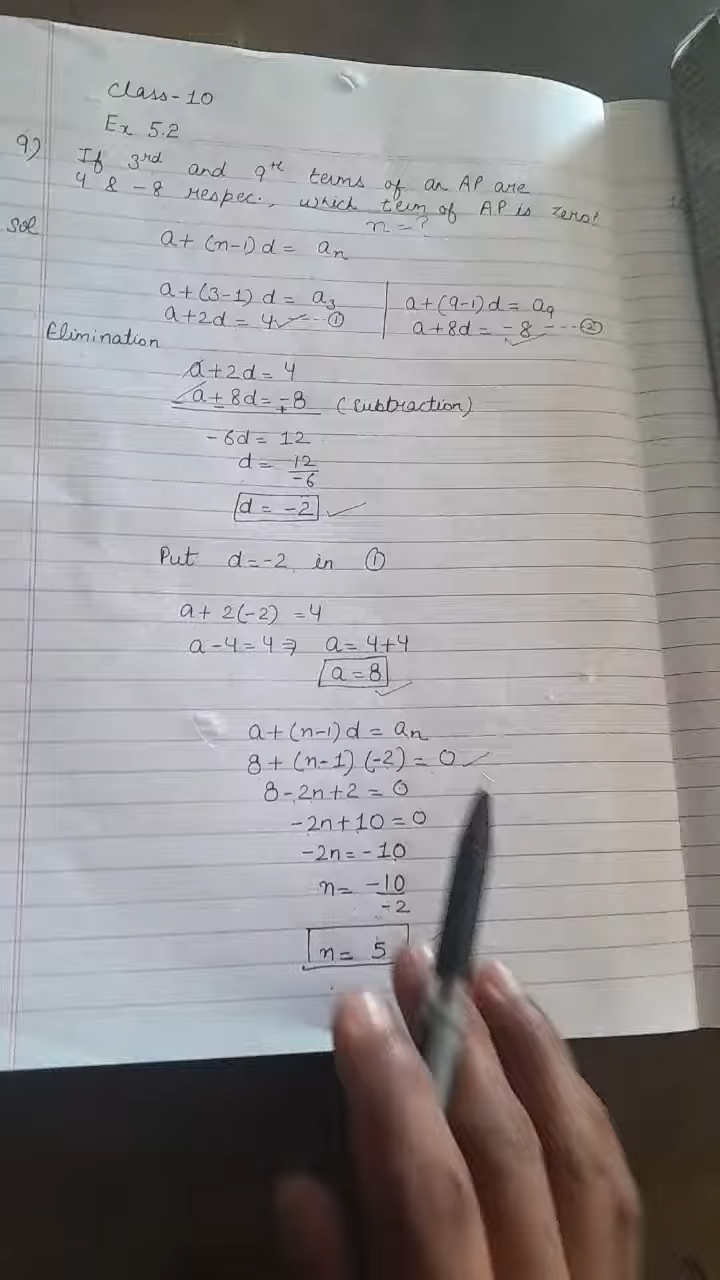 Class-10
Ex 5.2
9) If 3rd and 9th terms of an AP are
4 & -8 respec., which term of AP is zero?
n=?
Sol
a+(n-1)d = an
a+(3-1)d = a3
a+2d = 4 ✓ --- ①
a+(9-1)d = a9
a+8d = -8 --- ②
Elimination
a+2d = 4
a+8d = -8 (Subtraction)
-6d = 12
d = 12/-6
d = -2 ✓
Put d=-2 in ①
a+2(-2) = 4
a-4=4 ⇒ a=4+4
a=8
a+(n-1)d = an
8+(n-1)(-2) = 0 ✓
8-2n+2 = 0
-2n+10 = 0
-2n = -10
n = -10/-2
n = 5